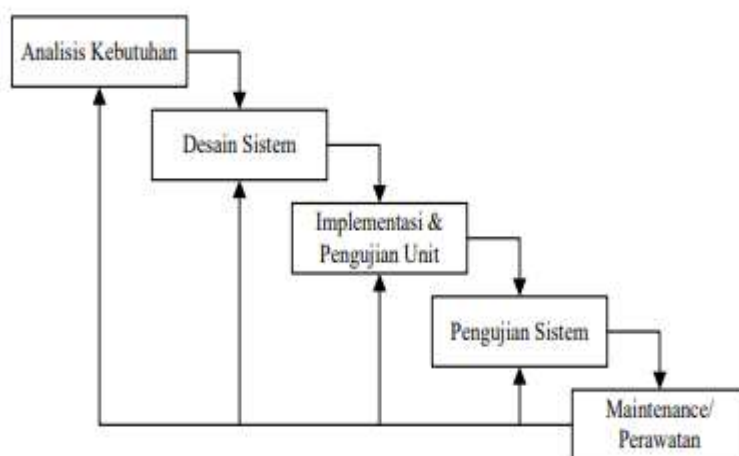 Analisis Kebutuhan
Desain Sistem
Implementasi &
Pengujian Unit
Pengujian Sistem
Maintenance/
Perawatan